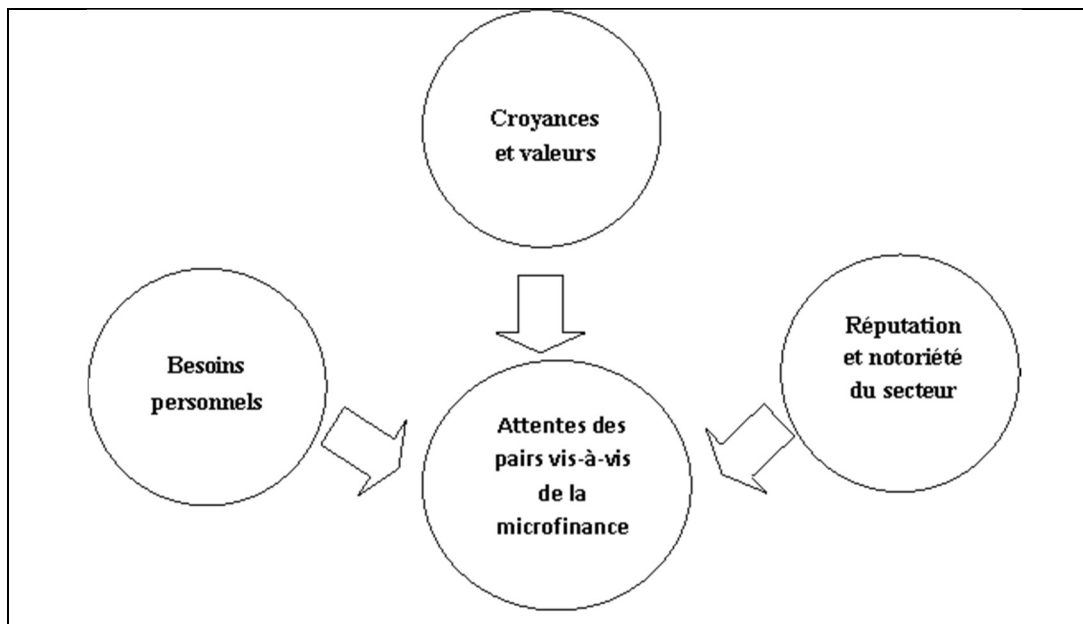 Croyances
et valeurs
Besoins
personnels
Réputation
et notoriété
du secteur
Attentes des
pairs vis-à-vis
de la
microfinance